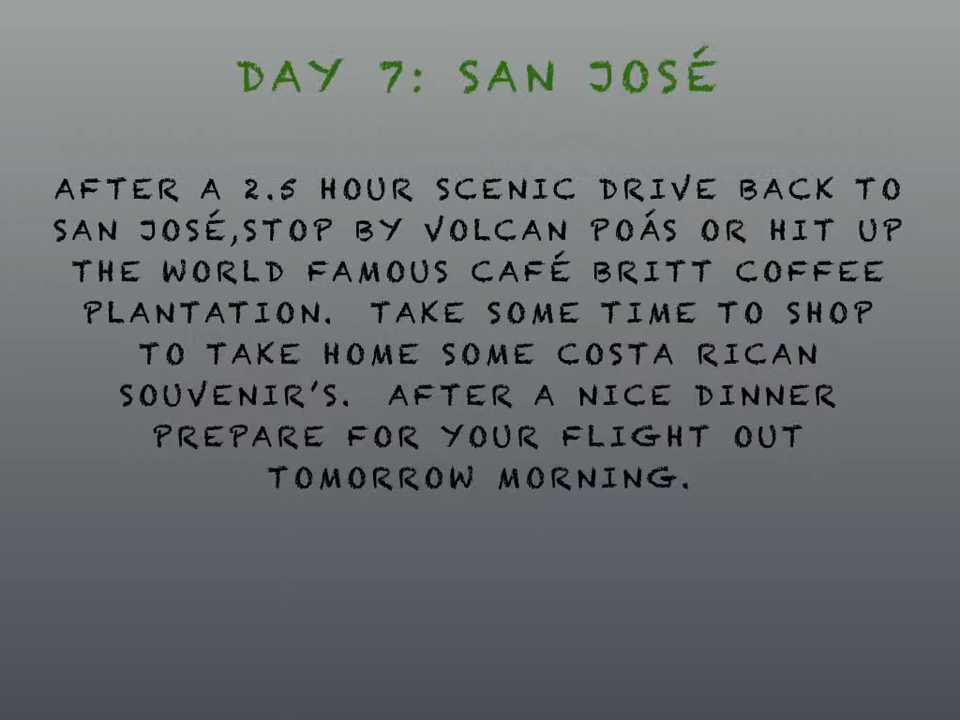 DAY 7: SAN JOSÉ
AFTER A 2.5 HOUR SCENIC DRIVE BACK TO
SAN JOSÉ,STOP BY VOLCAN POÁS OR HIT UP
THE WORLD FAMOUS CAFÉ BRITT COFFEE
PLANTATION. TAKE SOME TIME TO SHOP
TO TAKE HOME SOME COSTA RICAN
SOUVENIR'S. AFTER A NICE DINNER
PREPARE FOR YOUR FLIGHT OUT
TOMORROW MORNING.